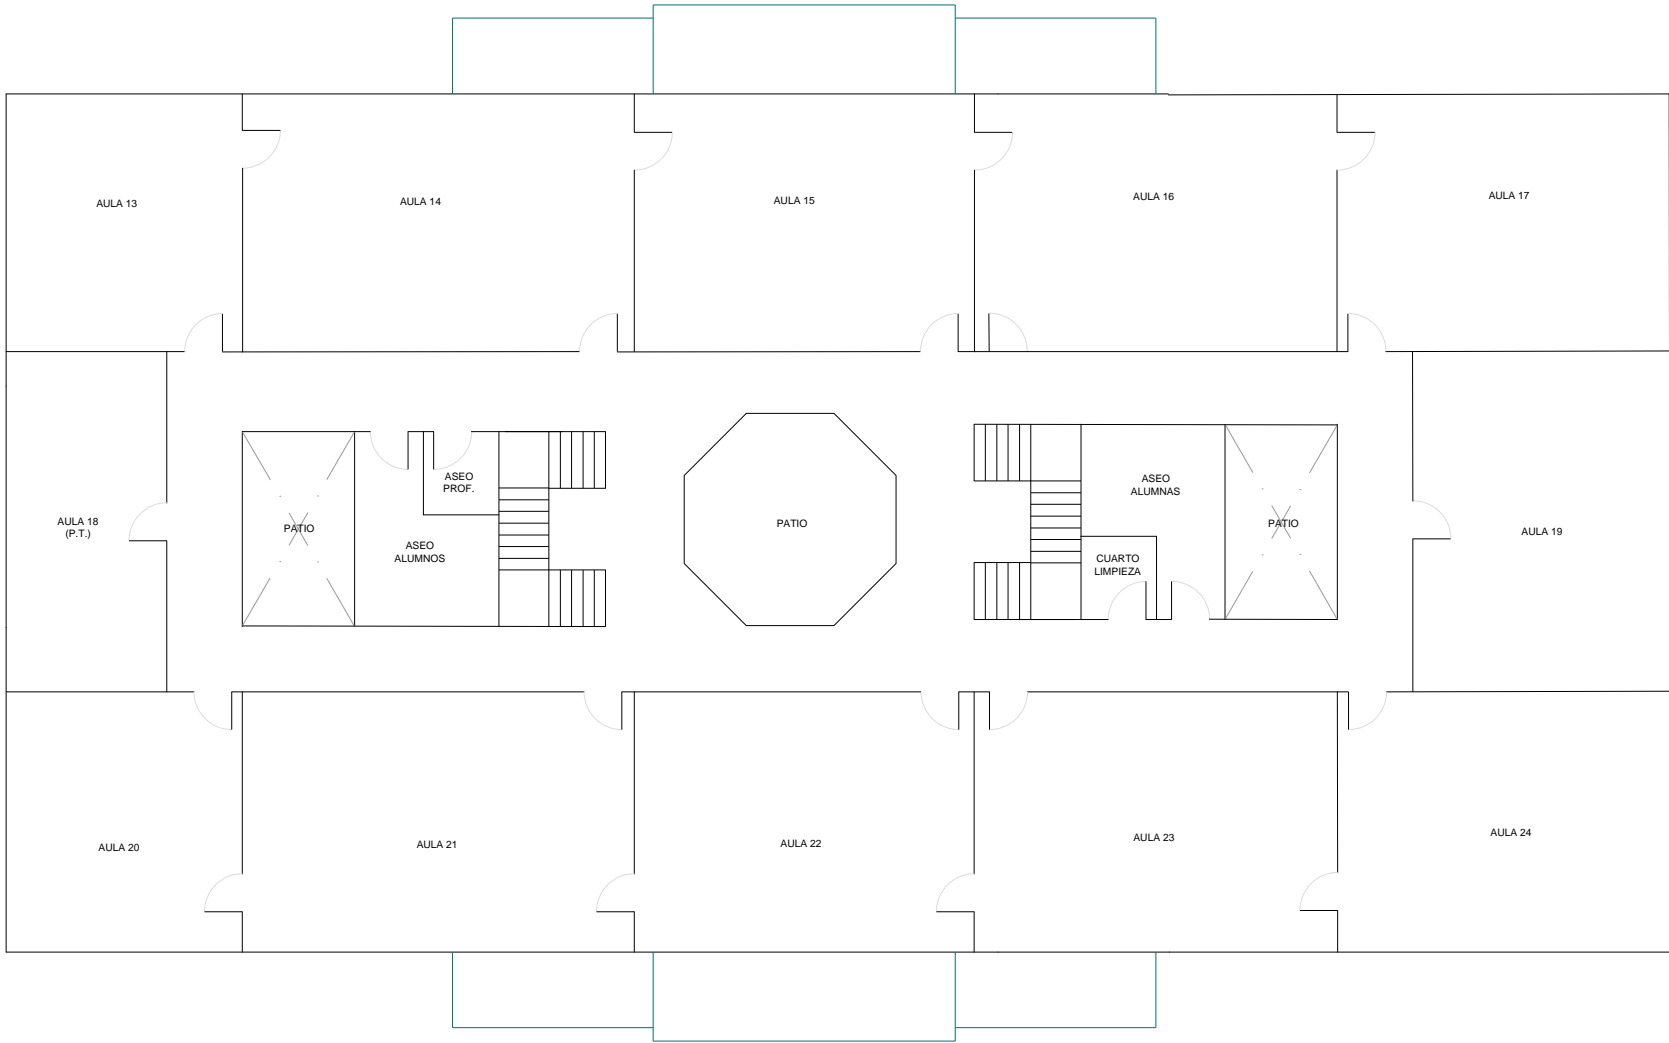 AULA 13
AULA 14
AULA 15
AULA 16
AULA 17
ASEO
PROF.
ASEO
ALUMNAS
AULA 18
(P.T.)
PATIO
ASEO
ALUMNOS
PATIO
CUARTO
LIMPIEZA
PATIO
AULA 19
AULA 20
AULA 21
AULA 22
AULA 23
AULA 24